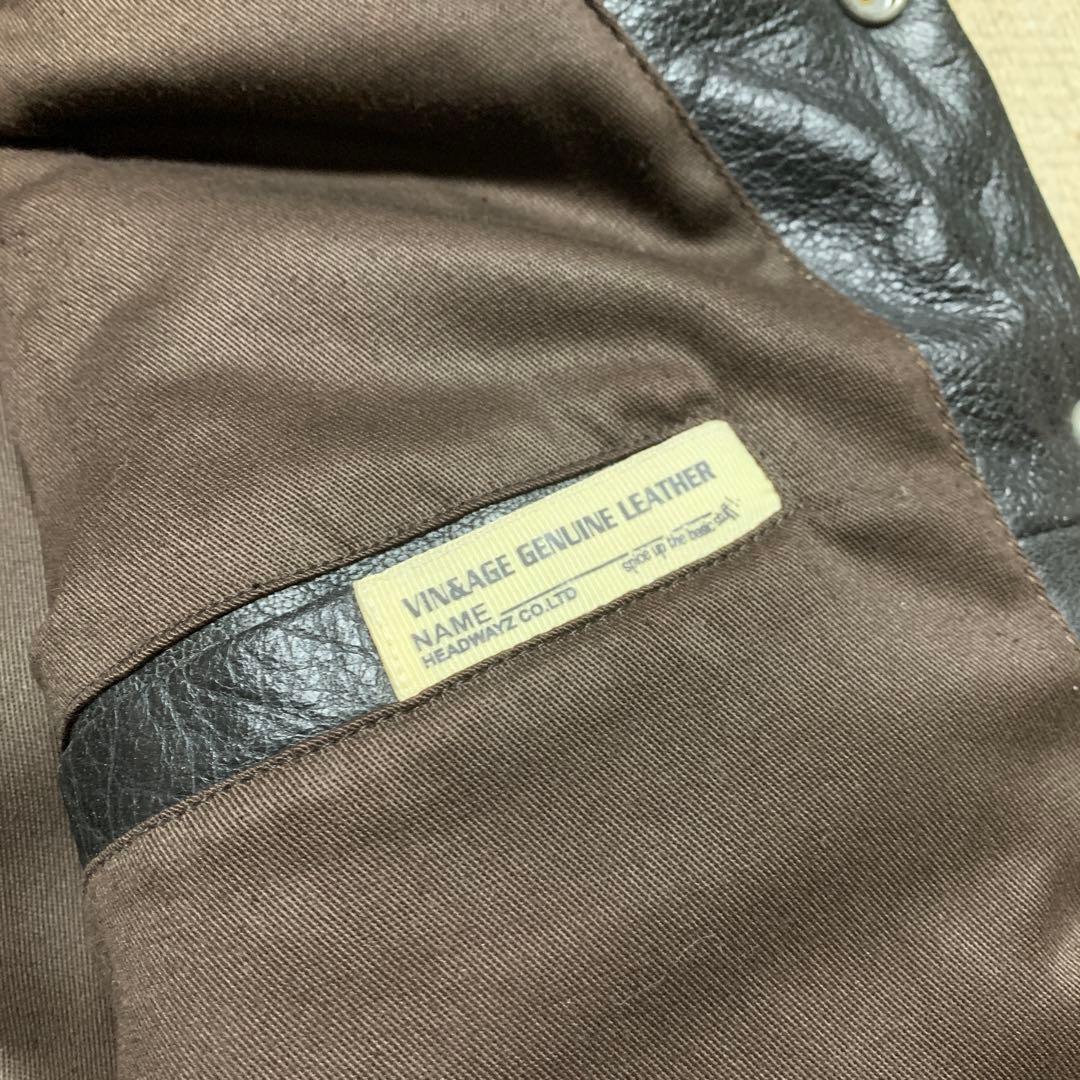 VIN&AGE GENUINE LEATHER
NAME
spice up the basic stuff
HEADWAYZ CO.LTD